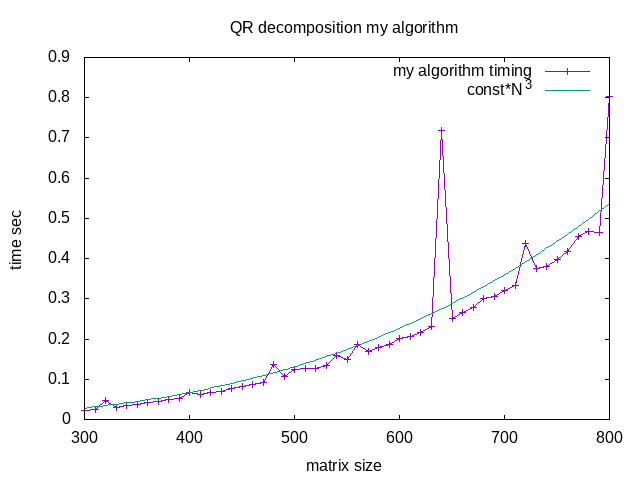 QR decomposition my algorithm
0.9
my algorithm timing
const*N³
0.8
0.7
0.6
0.5
0.4
0.3
0.2
0.1
0
time sec
300 400 500 600 700 800
matrix size